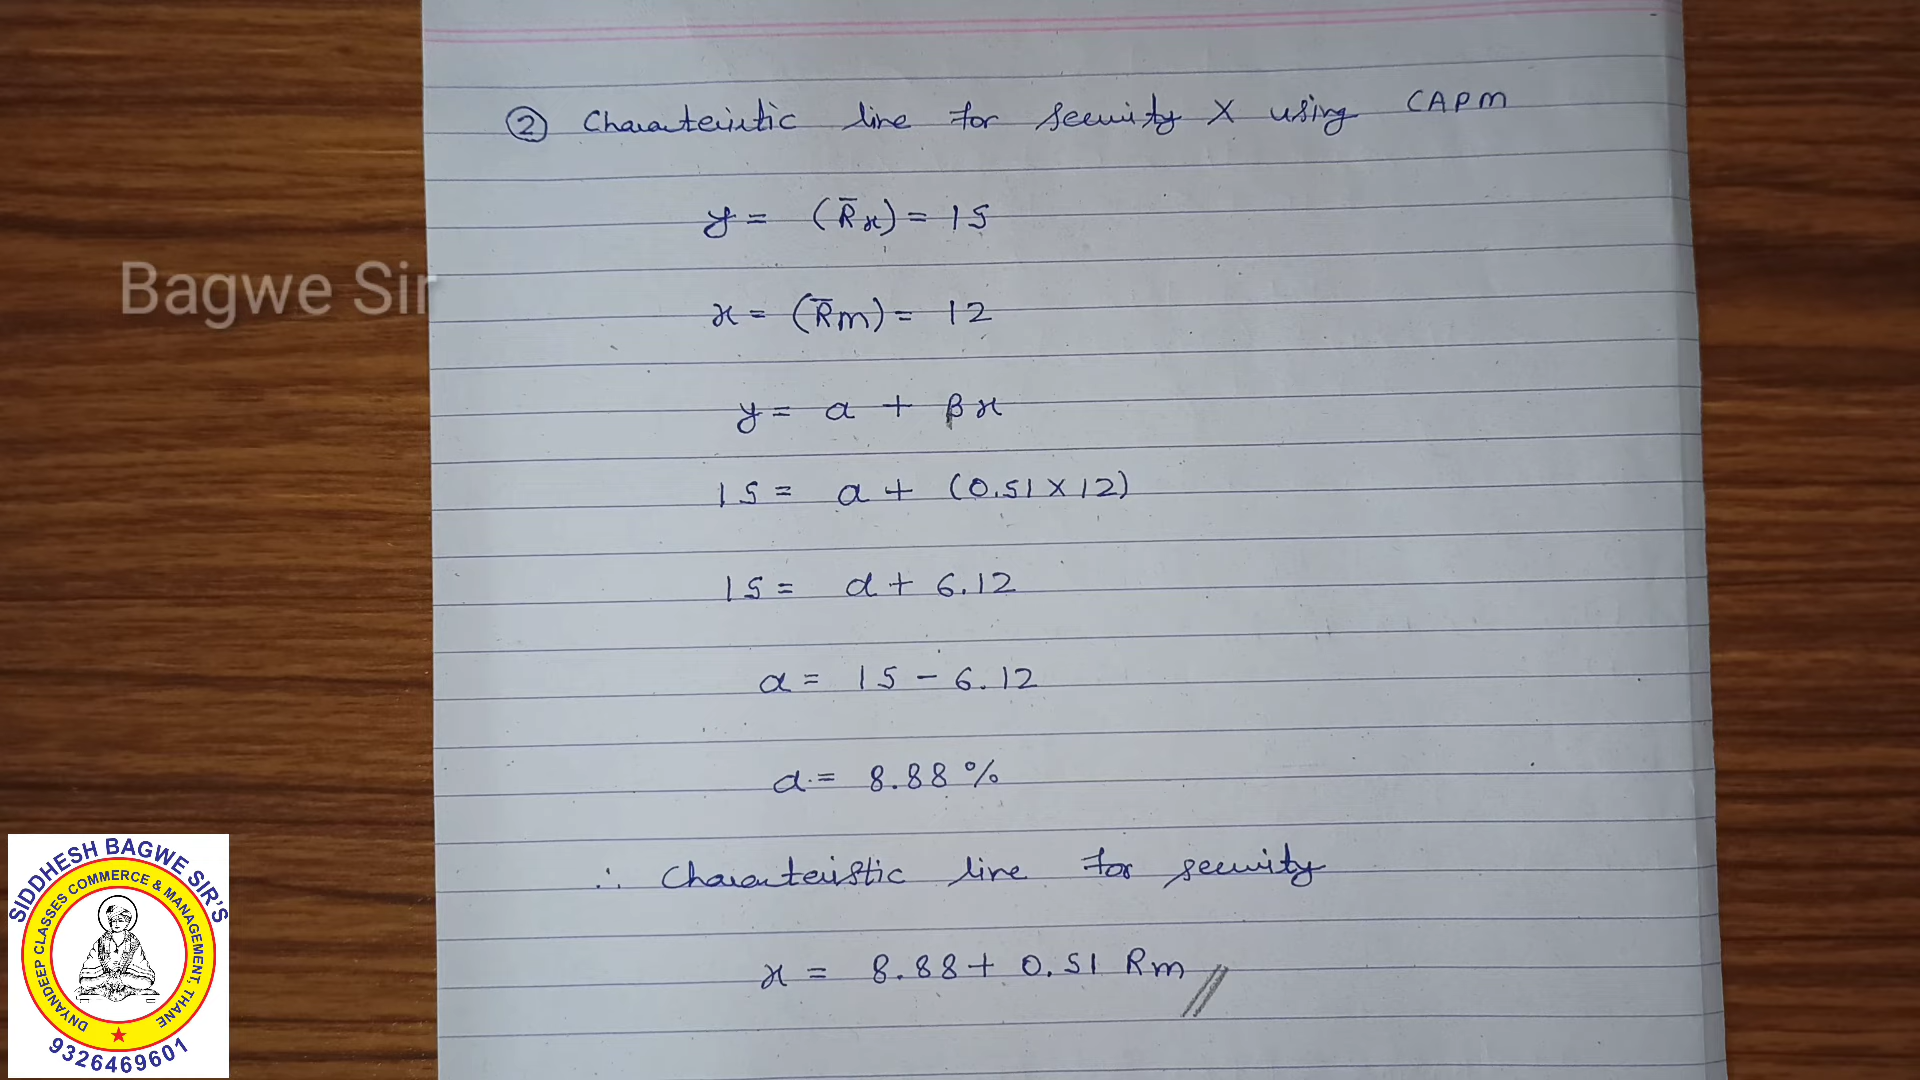 ② Characteristic line for security X using CAPM
y = (R̄x) = 15
Bagwe Sir
x = (R̄m) = 12
y = α + βx
15 = α + (0.51 × 12)
15 = α + 6.12
α = 15 - 6.12
α = 8.88 %
∴ Characteristic line for security
x = 8.88 + 0.51 Rm
SIDDHESH BAGWE SIR'S
DNYANDEEP CLASSES COMMERCE & MANAGEMENT, THANE
9326469601